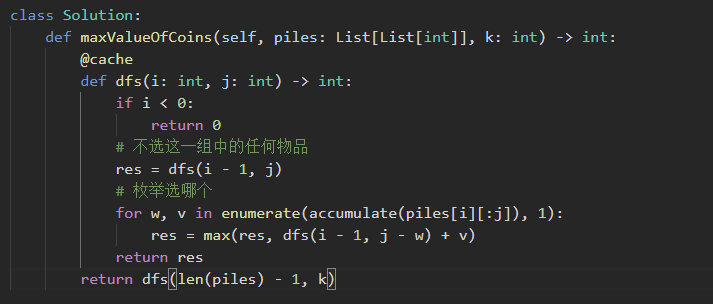 class Solution:
    def maxValueOfCoins(self, piles: List[List[int]], k: int) -> int:
        @cache
        def dfs(i: int, j: int) -> int:
            if i < 0:
                return 0
            # 不选这一组中的任何物品
            res = dfs(i - 1, j)
            # 枚举选哪个
            for w, v in enumerate(accumulate(piles[i][:j]), 1):
                res = max(res, dfs(i - 1, j - w) + v)
            return res
        return dfs(len(piles) - 1, k)